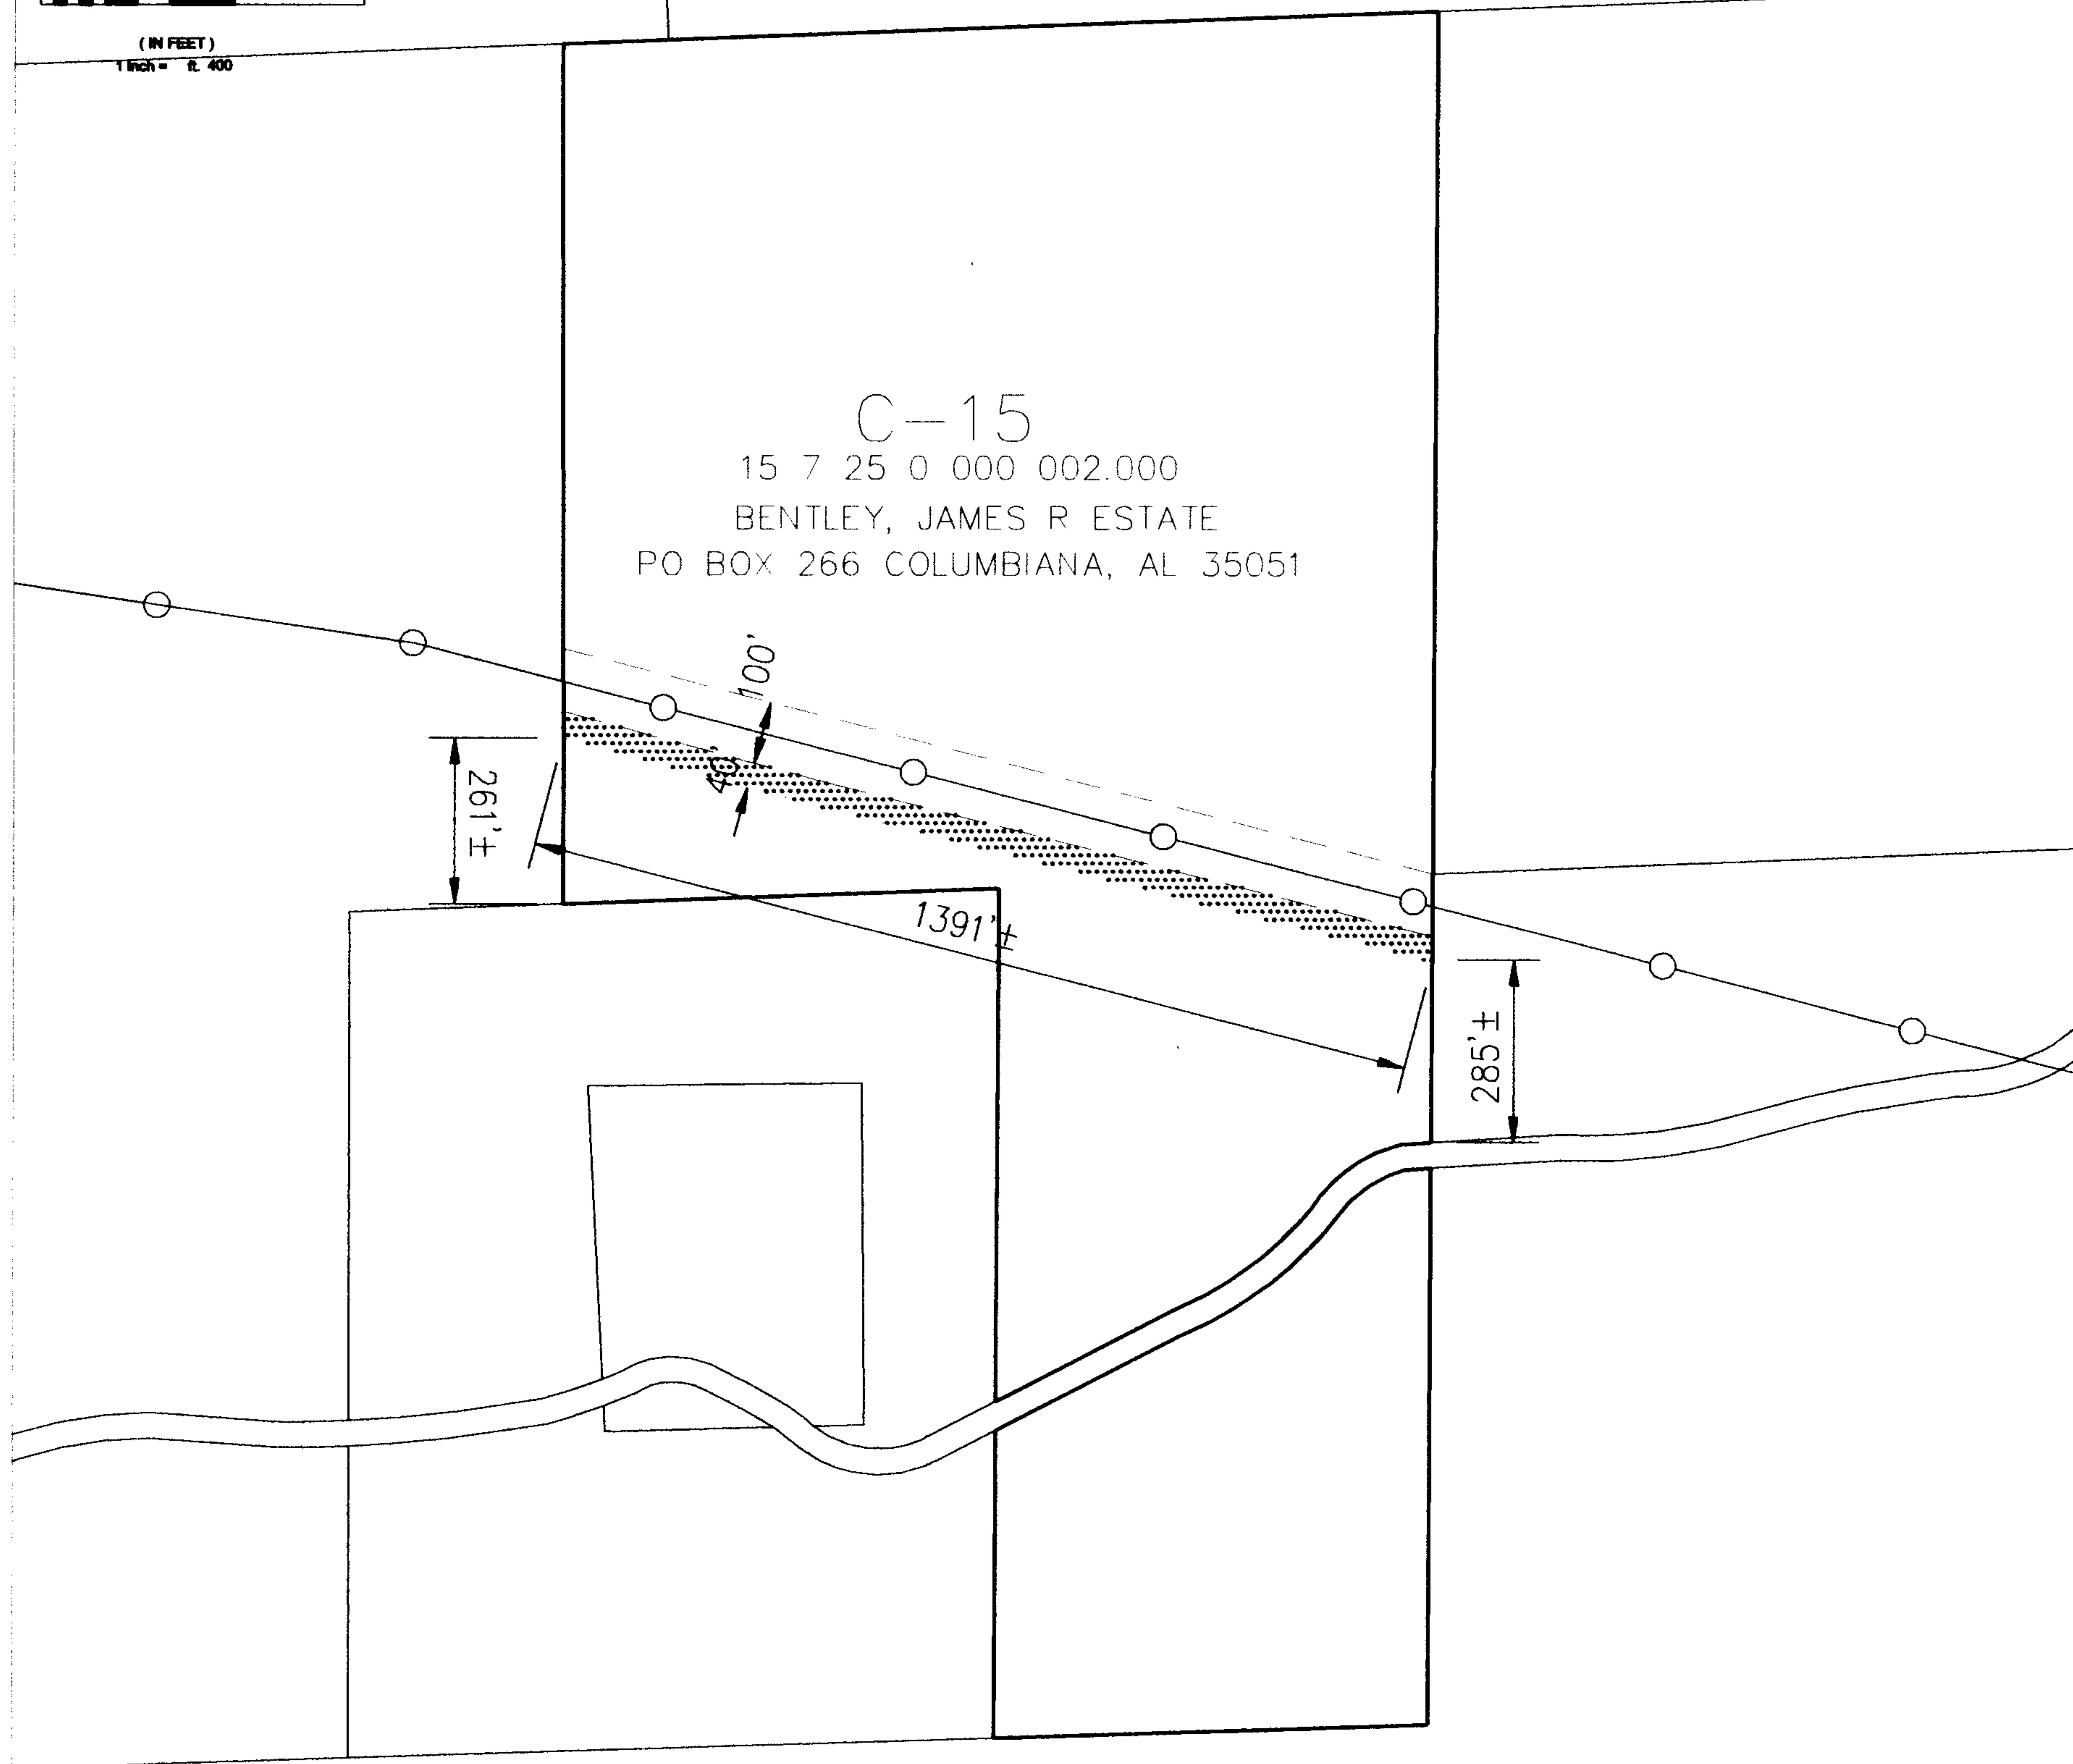 ( IN FEET )
1 inch = ft. 400
C-15
15 7 25 0 000 002.000
BENTLEY, JAMES R ESTATE
PO BOX 266 COLUMBIANA, AL 35051
100'
40'
261'±
1391'±
285'±